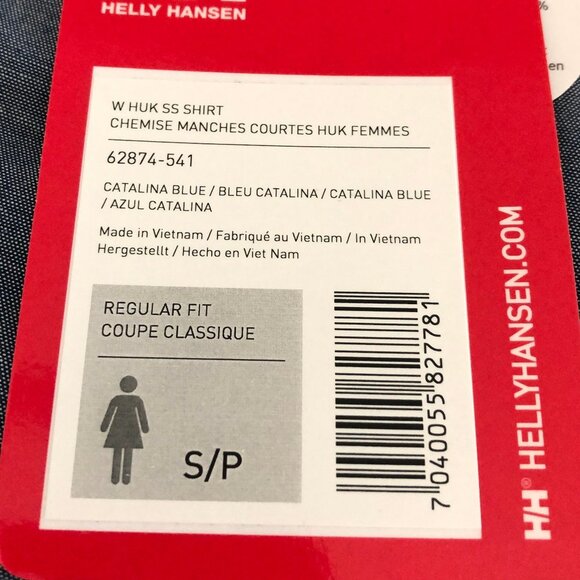 HELLY HANSEN
%
en
W HUK SS SHIRT
CHEMISE MANCHES COURTES HUK FEMMES
62874-541
CATALINA BLUE / BLEU CATALINA / CATALINA BLUE
/ AZUL CATALINA
Made in Vietnam / Fabriqué au Vietnam / In Vietnam
Hergestellt / Hecho en Viet Nam
REGULAR FIT
COUPE CLASSIQUE
S/P
7040055827781
HH® HELLYHANSEN.COM